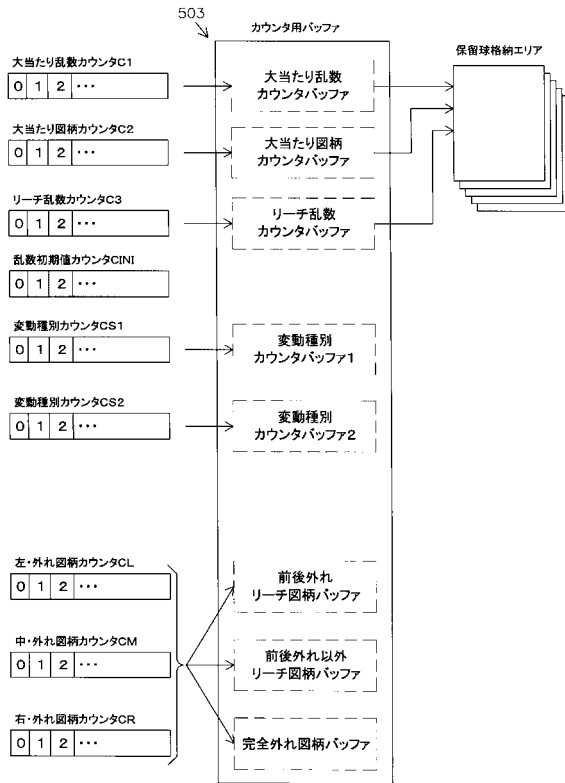 503
カウンタ用バッファ
保留球格納エリア
大当たり乱数カウンタC1
0 1 2 ･･･
大当たり乱数
カウンタバッファ
大当たり図柄カウンタC2
0 1 2 ･･･
大当たり図柄
カウンタバッファ
リーチ乱数カウンタC3
0 1 2 ･･･
リーチ乱数
カウンタバッファ
乱数初期値カウンタCINI
0 1 2 ･･･
変動種別カウンタCS1
0 1 2 ･･･
変動種別
カウンタバッファ1
変動種別カウンタCS2
0 1 2 ･･･
変動種別
カウンタバッファ2
左･外れ図柄カウンタCL
0 1 2 ･･･
前後外れ
リーチ図柄バッファ
中･外れ図柄カウンタCM
0 1 2 ･･･
前後外れ以外
リーチ図柄バッファ
右･外れ図柄カウンタCR
0 1 2 ･･･
完全外れ図柄バッファ